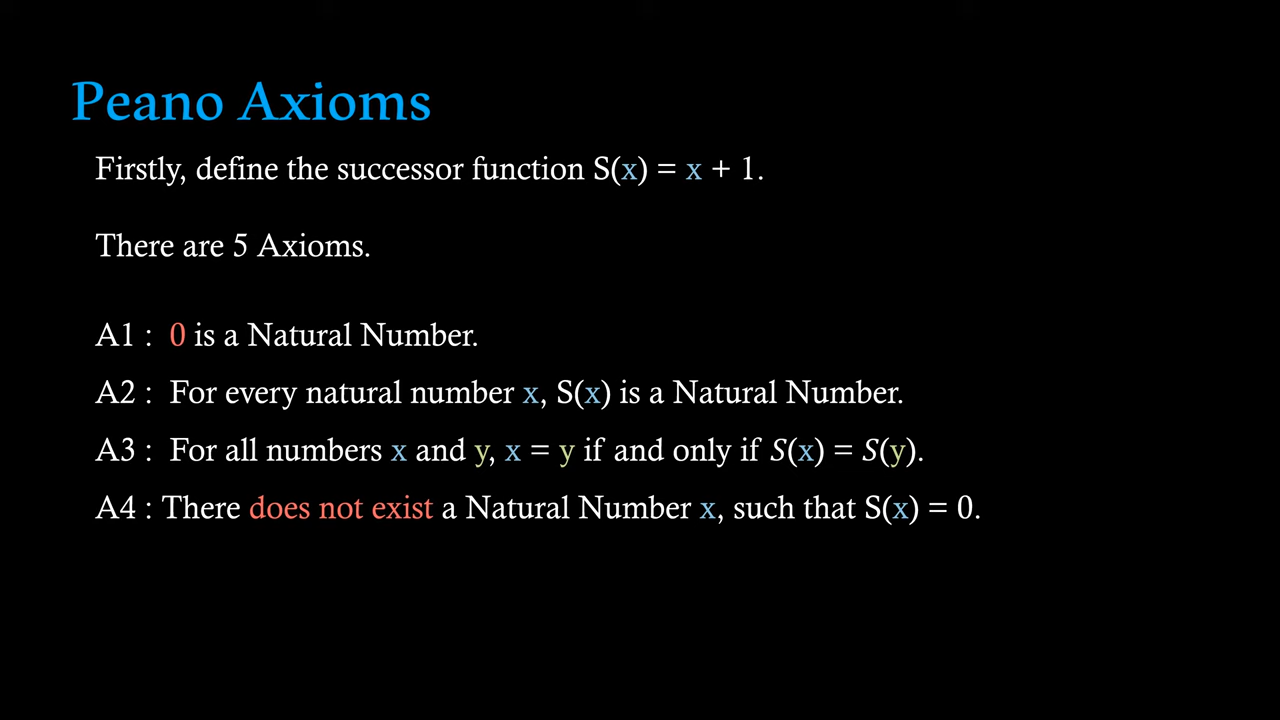 Peano Axioms
Firstly, define the successor function S(x) = x + 1.
There are 5 Axioms.
A1 : 0 is a Natural Number.
A2 : For every natural number x, S(x) is a Natural Number.
A3 : For all numbers x and y, x = y if and only if S(x) = S(y).
A4 : There does not exist a Natural Number x, such that S(x) = 0.